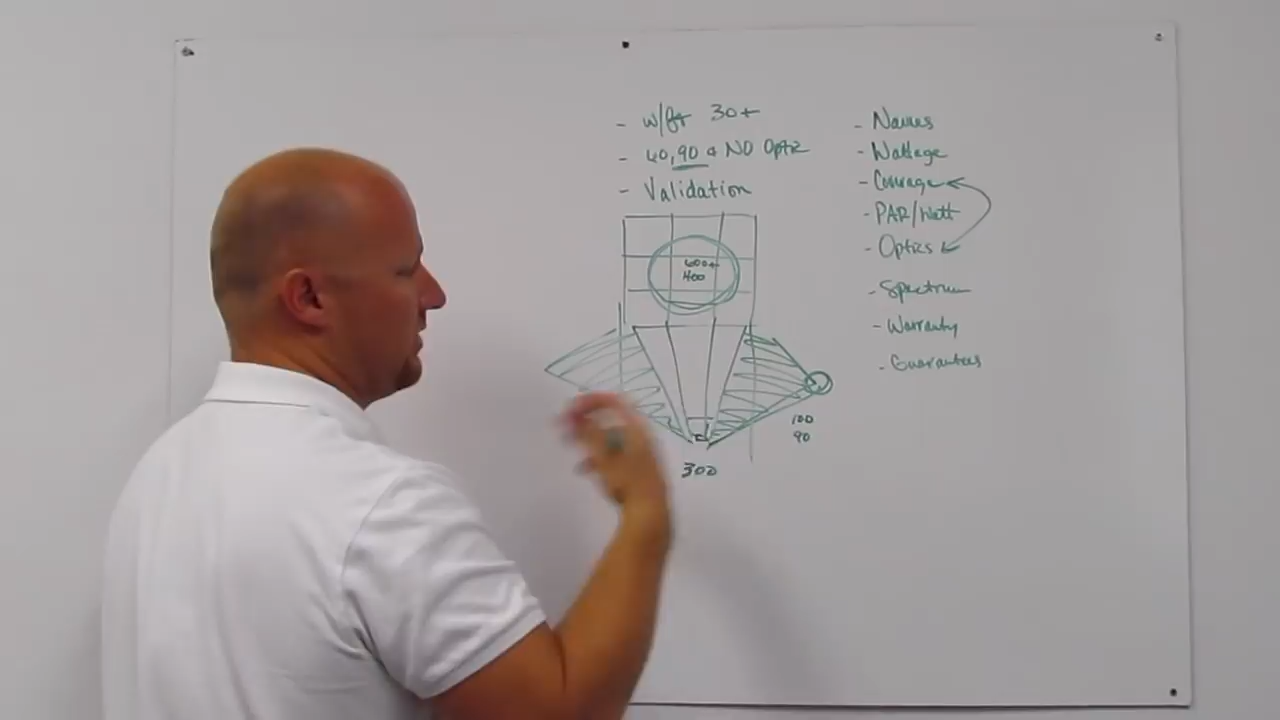 - W/ft 30+
- 60,90 & NO Optic
- Validation
600+
400
100
90
300
- Names
- Wattage
- Coverage
- PAR/Watt
- Optics
- Spectrum
- Warranty
- Guarantees